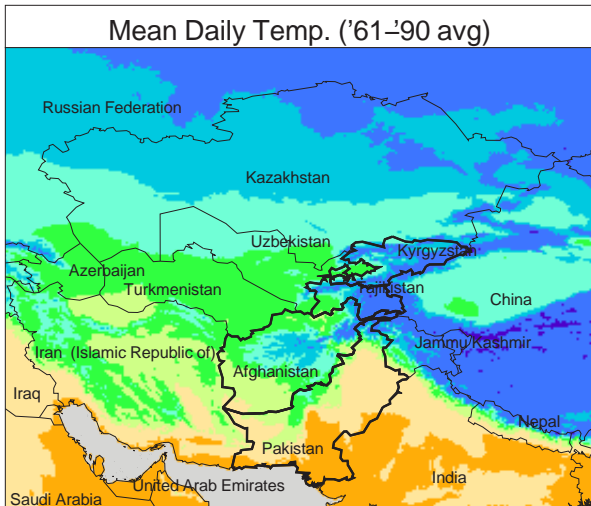 Mean Daily Temp. ('61–'90 avg)
Russian Federation
Kazakhstan
Uzbekistan
Kyrgyzstan
Azerbaijan
Turkmenistan
Tajikistan
China
Iran (Islamic Republic of)
Jammu/Kashmir
Afghanistan
Iraq
Nepal
Pakistan
India
United Arab Emirates
Saudi Arabia